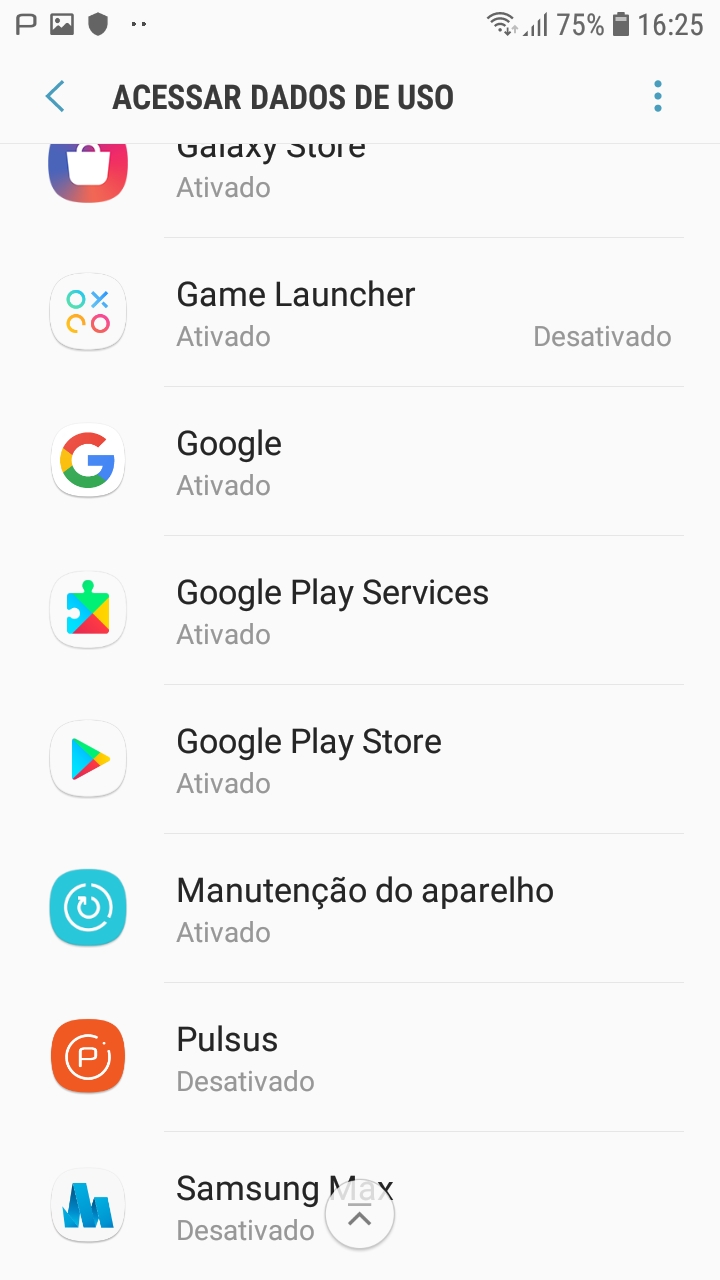 75% 16:25
ACESSAR DADOS DE USO
Galaxy Store
Ativado
Game Launcher
Ativado Desativado
Google
Ativado
Google Play Services
Ativado
Google Play Store
Ativado
Manutenção do aparelho
Ativado
Pulsus
Desativado
Samsung Max
Desativado